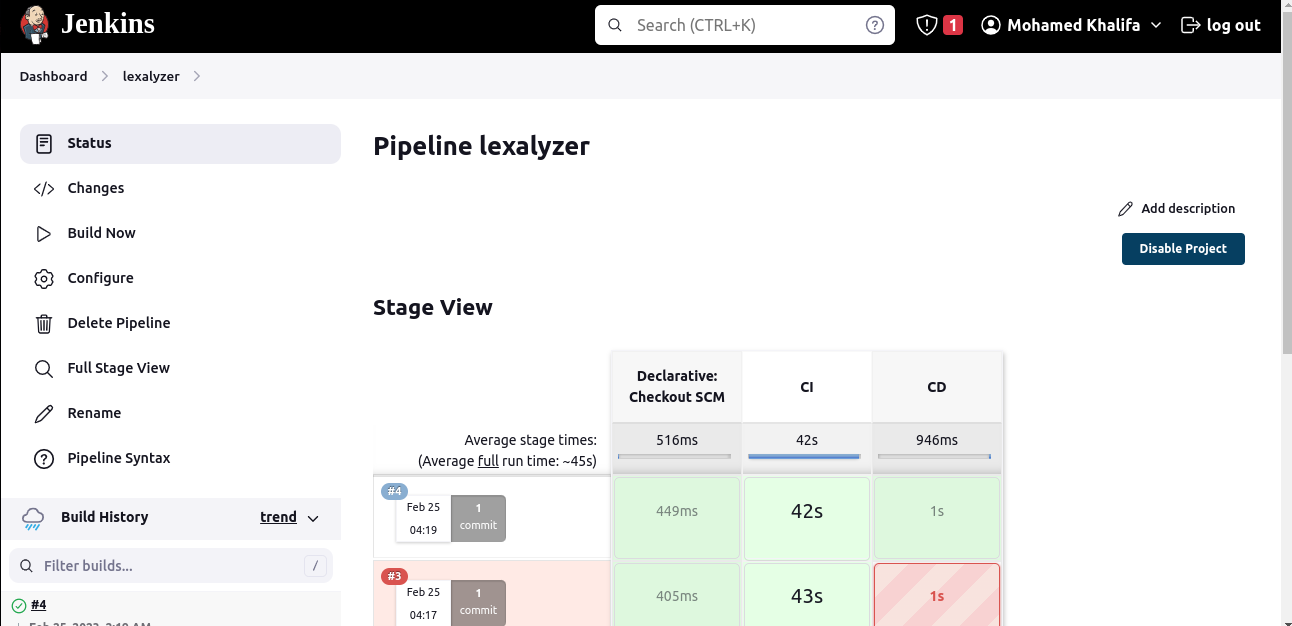 Jenkins
Search (CTRL+K)
1
Mohamed Khalifa
log out
Dashboard
lexalyzer
Status
Changes
Build Now
Configure
Delete Pipeline
Full Stage View
Rename
Pipeline Syntax
Build History
trend
Filter builds...
/
#4
Pipeline lexalyzer
Add description
Disable Project
Stage View
Declarative:
Checkout SCM
CI
CD
Average stage times:
(Average full run time: ~45s)
516ms
42s
946ms
#4
Feb 25
04:19
1
commit
449ms
42s
1s
#3
Feb 25
04:17
1
commit
405ms
43s
1s